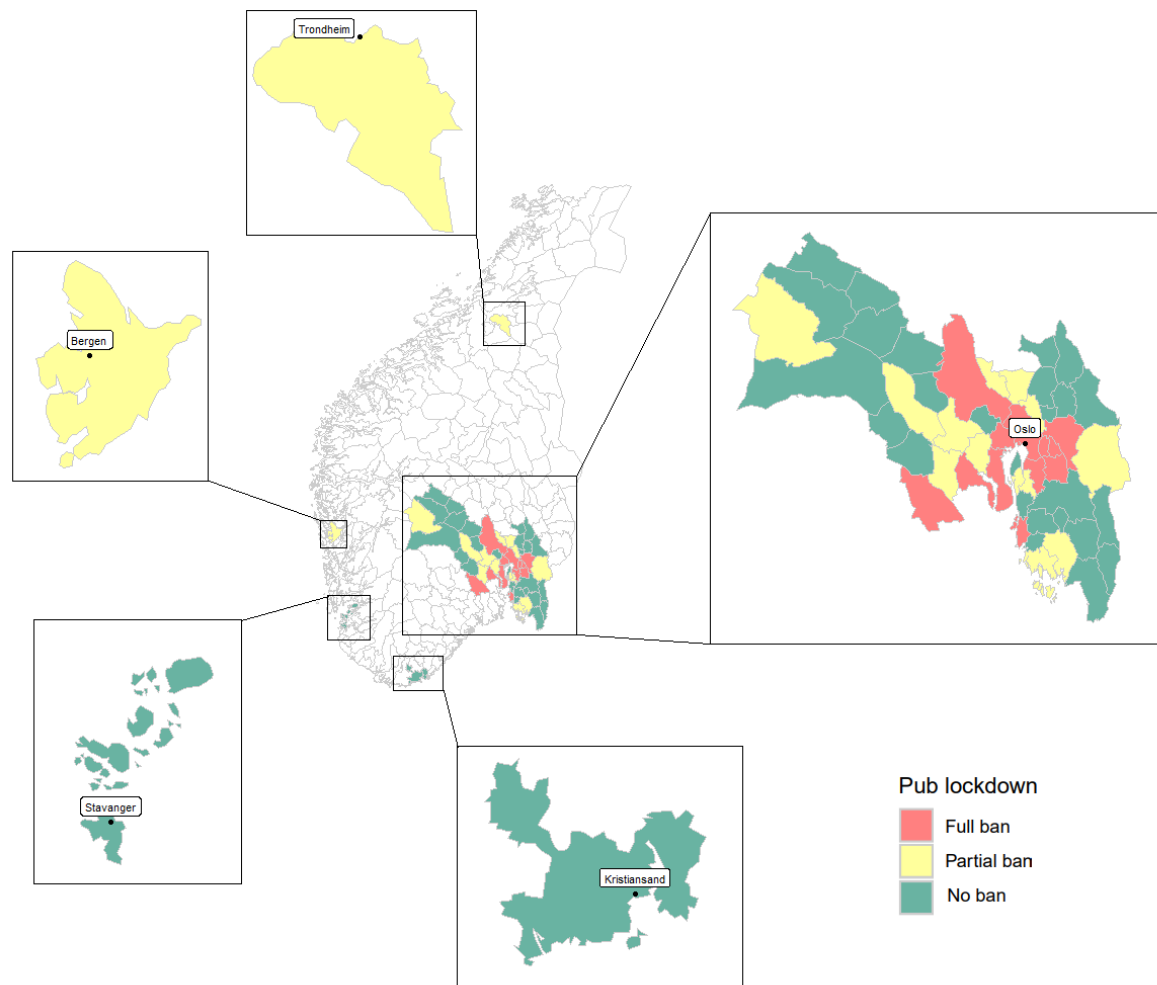 Trondheim
Bergen
Oslo
Stavanger
Kristiansand
Pub lockdown
Full ban
Partial ban
No ban